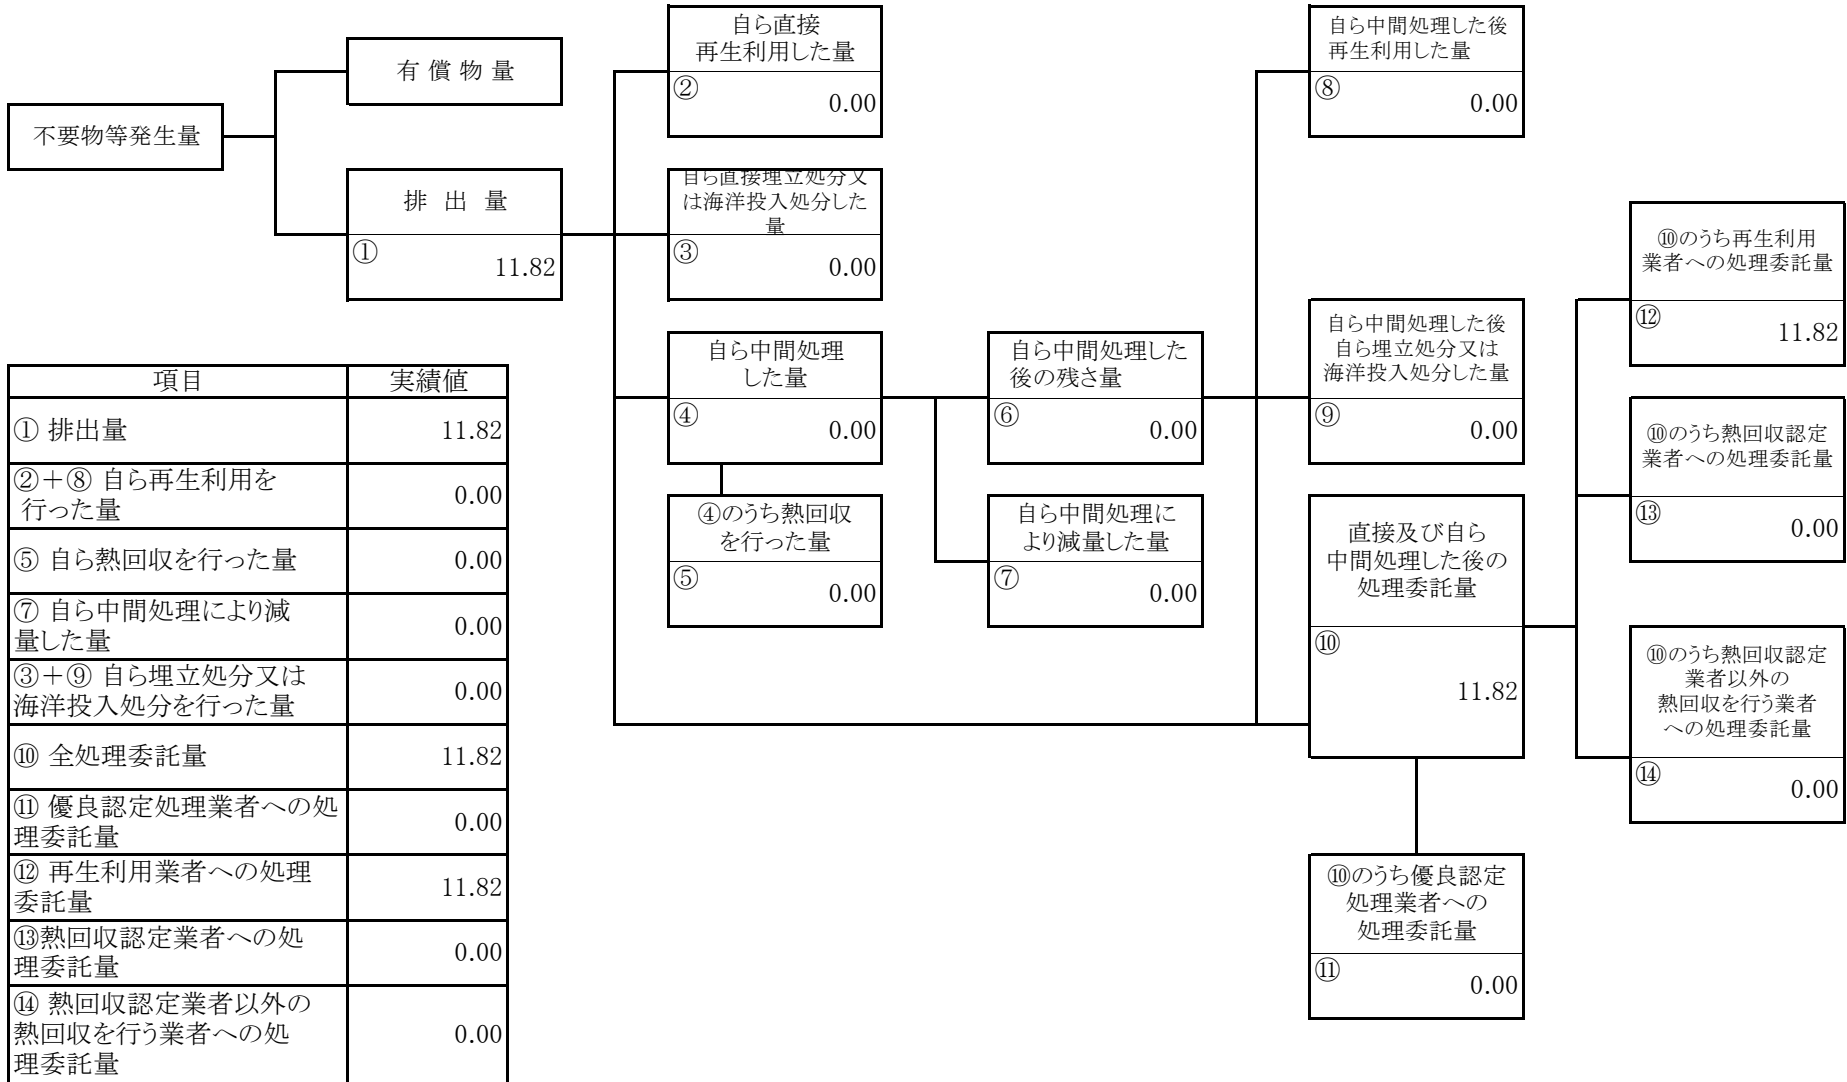 不要物等発生量
有 償 物 量
排 出 量
①
11.82
自ら直接
再生利用した量
②
0.00
自ら直接埋立処分又
は海洋投入処分した
量
③
0.00
自ら中間処理
した量
④
0.00
④のうち熱回収
を行った量
⑤
0.00
自ら中間処理した
後の残さ量
⑥
0.00
自ら中間処理に
より減量した量
⑦
0.00
自ら中間処理した後
再生利用した量
⑧
0.00
自ら中間処理した後
自ら埋立処分又は
海洋投入処分した量
⑨
0.00
直接及び自ら
中間処理した後の
処理委託量
⑩
11.82
⑩のうち優良認定
処理業者への
処理委託量
⑪
0.00
⑩のうち再生利用
業者への処理委託量
⑫
11.82
⑩のうち熱回収認定
業者への処理委託量
⑬
0.00
⑩のうち熱回収認定
業者以外の
熱回収を行う業者
への処理委託量
⑭
0.00
項目 実績値
① 排出量 11.82
②＋⑧ 自ら再生利用を
行った量 0.00
⑤ 自ら熱回収を行った量 0.00
⑦ 自ら中間処理により減
量した量 0.00
③＋⑨ 自ら埋立処分又は
海洋投入処分を行った量 0.00
⑩ 全処理委託量 11.82
⑪ 優良認定処理業者への処
理委託量 0.00
⑫ 再生利用業者への処理
委託量 11.82
⑬熱回収認定業者への処
理委託量 0.00
⑭ 熱回収認定業者以外の
熱回収を行う業者への処
理委託量 0.00